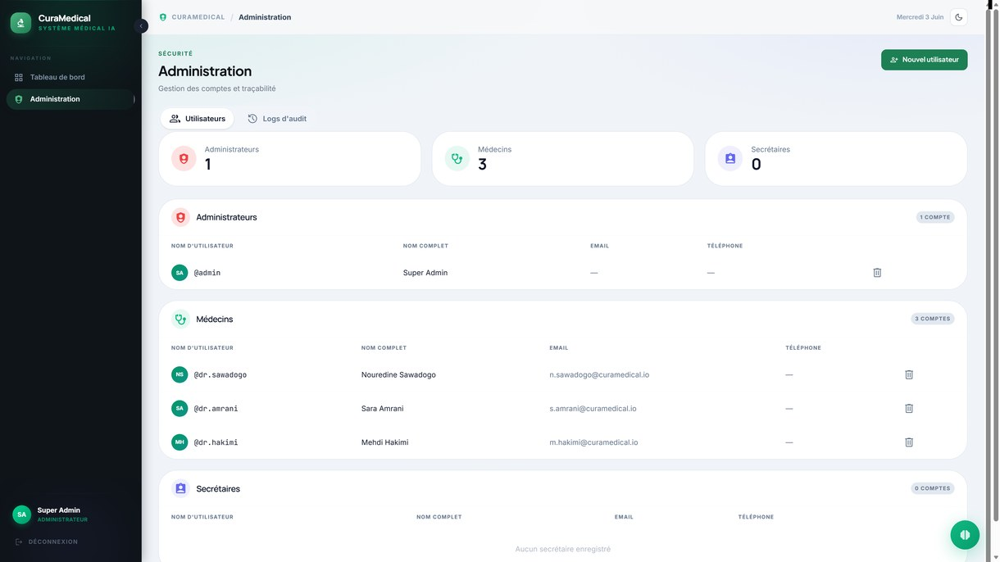 CuraMedical
SYSTÈME MÉDICAL IA
NAVIGATION
Tableau de bord
Administration
Super Admin
SA
ADMINISTRATEUR
DÉCONNEXION
CURAMEDICAL / Administration
Mercredi 3 Juin
SÉCURITÉ
Administration
Gestion des comptes et traçabilité
Nouvel utilisateur
Utilisateurs Logs d'audit
Administrateurs
1
Médecins
3
Secrétaires
0
Administrateurs 1 COMPTE
NOM D'UTILISATEUR NOM COMPLET EMAIL TÉLÉPHONE
SA @admin Super Admin — —
Médecins 3 COMPTES
NOM D'UTILISATEUR NOM COMPLET EMAIL TÉLÉPHONE
NS @dr.sawadogo Nouredine Sawadogo n.sawadogo@curamedical.io —
SA @dr.amrani Sara Amrani s.amrani@curamedical.io —
MH @dr.hakimi Mehdi Hakimi m.hakimi@curamedical.io —
Secrétaires 0 COMPTES
NOM D'UTILISATEUR NOM COMPLET EMAIL TÉLÉPHONE
Aucun secrétaire enregistré